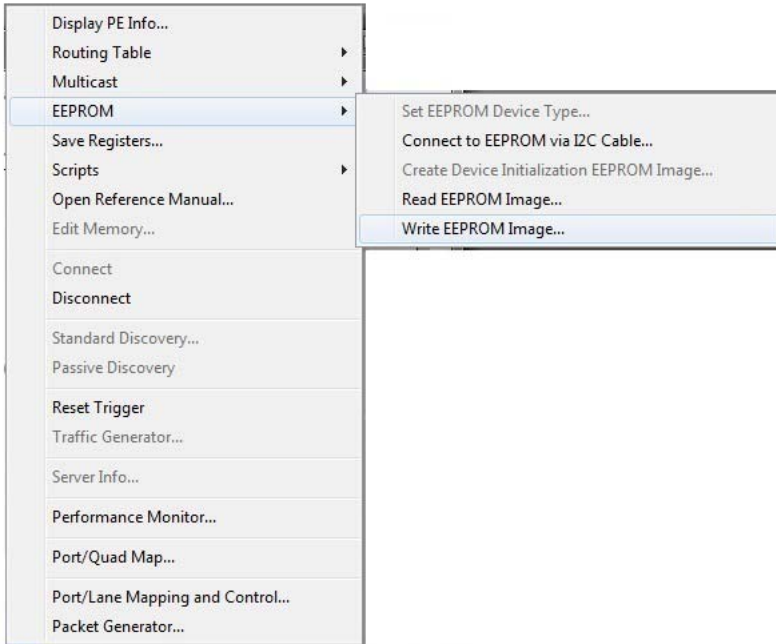 Display PE Info...
Routing Table
Multicast
EEPROM
Save Registers...
Scripts
Open Reference Manual...
Edit Memory...
Connect
Disconnect
Standard Discovery...
Passive Discovery
Reset Trigger
Traffic Generator...
Server Info...
Performance Monitor...
Port/Quad Map...
Port/Lane Mapping and Control...
Packet Generator...
Set EEPROM Device Type...
Connect to EEPROM via I2C Cable...
Create Device Initialization EEPROM Image...
Read EEPROM Image...
Write EEPROM Image...